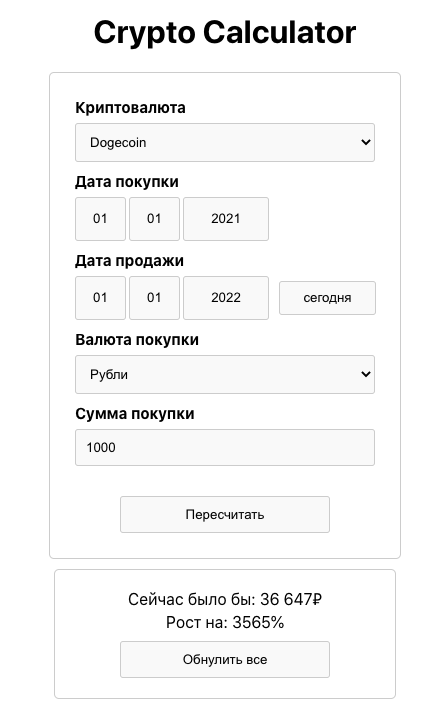 Crypto Calculator
Криптовалюта
Dogecoin
Дата покупки
01 01 2021
Дата продажи
01 01 2022 сегодня
Валюта покупки
Рубли
Сумма покупки
1000
Пересчитать
Сейчас было бы: 36 647₽
Рост на: 3565%
Обнулить все